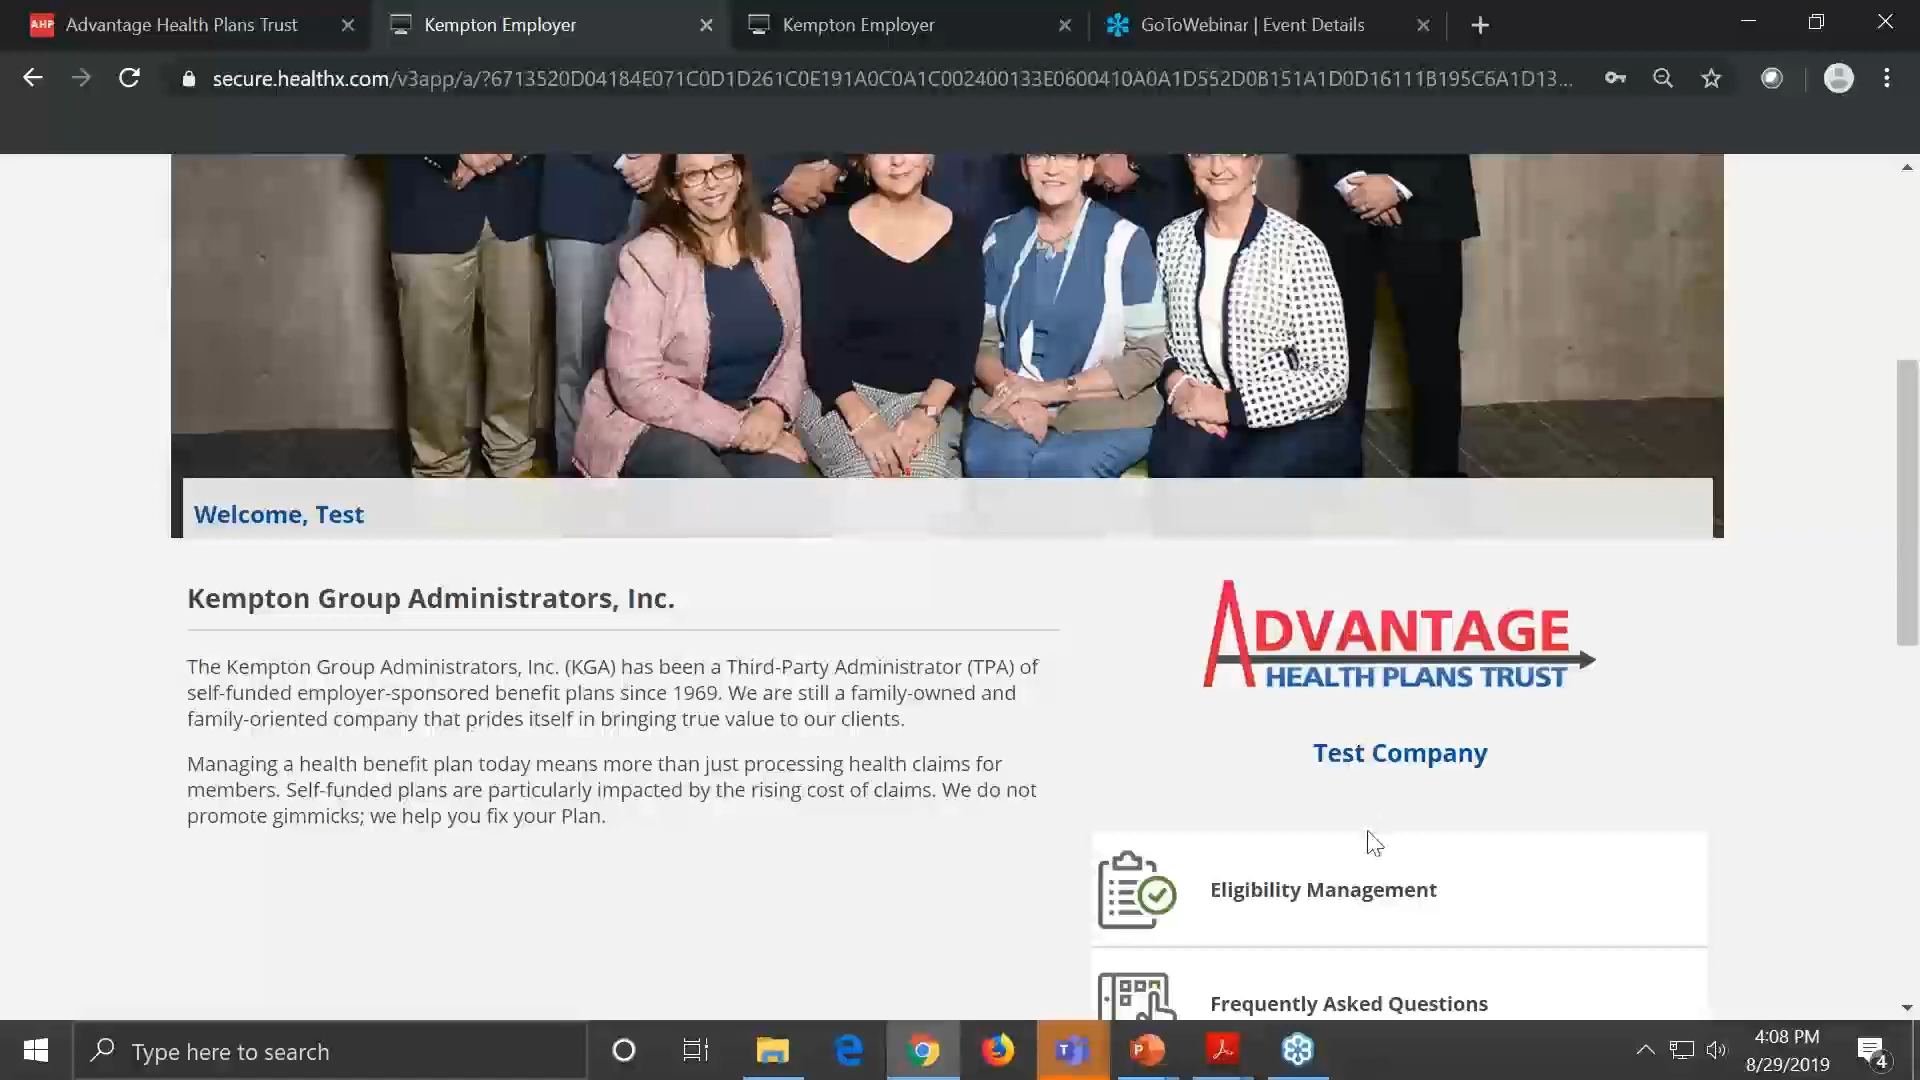 AHP Advantage Health Plans Trust
Kempton Employer
Kempton Employer
GoToWebinar | Event Details
secure.healthx.com/v3app/a/?6713520D04184E071C0D1D261C0E191A0C0A1C002400133E0600410A0A1D552D0B151A1D0D16111B195C6A1D13...
Welcome, Test
Kempton Group Administrators, Inc.
The Kempton Group Administrators, Inc. (KGA) has been a Third-Party Administrator (TPA) of
self-funded employer-sponsored benefit plans since 1969. We are still a family-owned and
family-oriented company that prides itself in bringing true value to our clients.
Managing a health benefit plan today means more than just processing health claims for
members. Self-funded plans are particularly impacted by the rising cost of claims. We do not
promote gimmicks; we help you fix your Plan.
ADVANTAGE
HEALTH PLANS TRUST
Test Company
Eligibility Management
Frequently Asked Questions
Type here to search
4:08 PM
8/29/2019
4